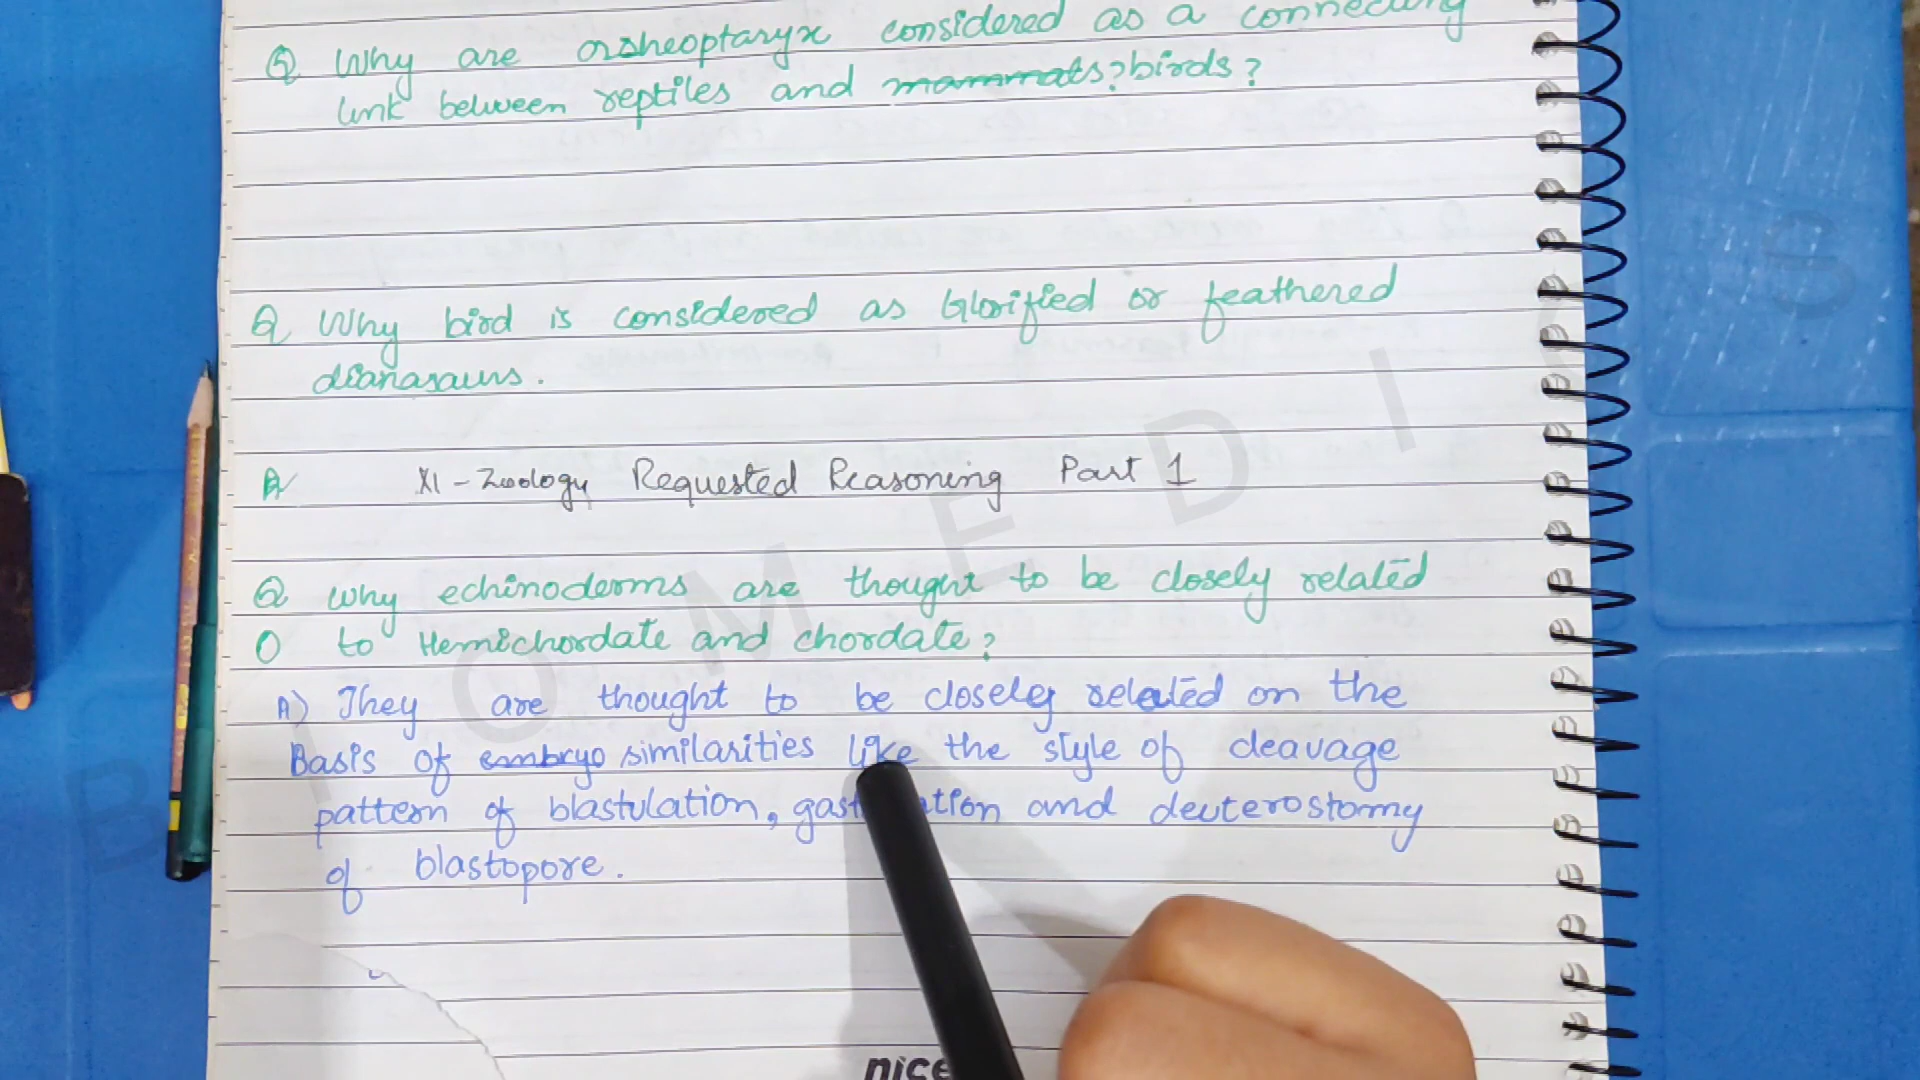 Q Why are arsheoptaryx considered as a connecting
link between reptiles and mammals? birds?
Q Why bird is considered as Glorified or feathered
dianasaurs.
A XI - Zoology Requested Reasoning Part 1
Q Why echinoderms are thought to be closely related
O to Hemichordate and chordate?
A) They are thought to be closely related on the
Basis of embryo similarities like the style of cleavage
pattern of blastulation, and deuterostomy
of blastopore.
nice
BIOMEDI S